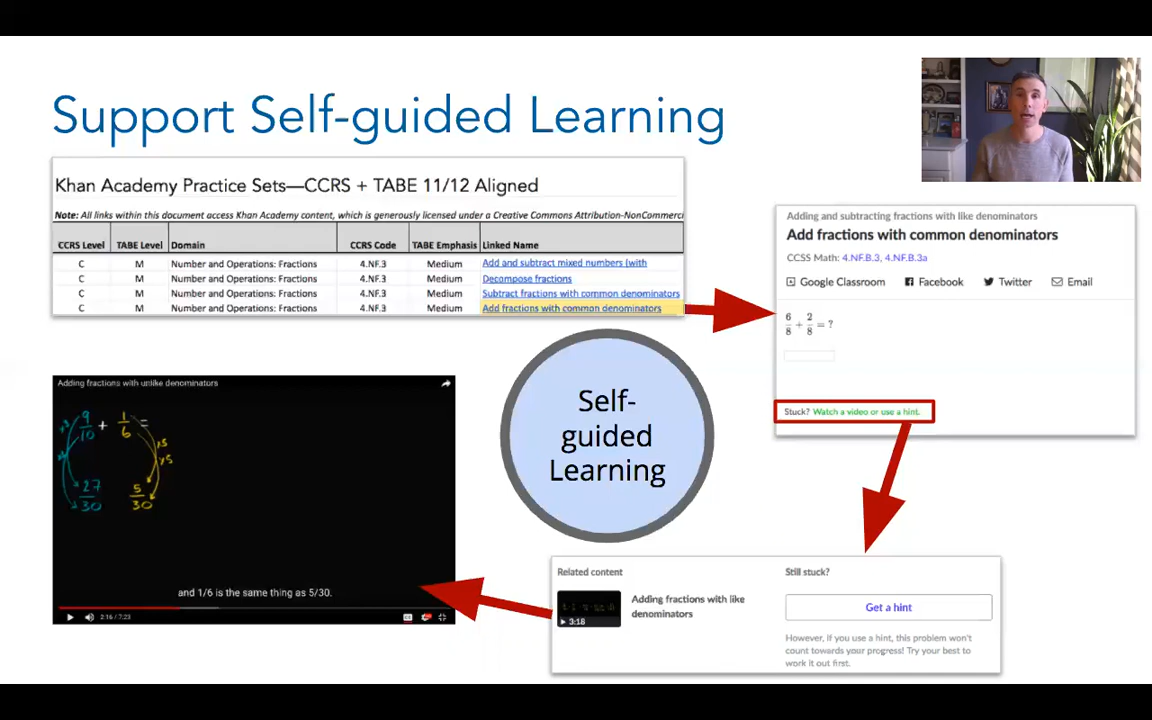 Support Self-guided Learning
Khan Academy Practice Sets—CCRS + TABE 11/12 Aligned
Note: All links within this document access Khan Academy content, which is generously licensed under a Creative Commons Attribution-NonCommerci
CCRS Level TABE Level Domain CCRS Code TABE Emphasis Linked Name
C M Number and Operations: Fractions 4.NF.3 Medium Add and subtract mixed numbers (with
C M Number and Operations: Fractions 4.NF.3 Medium Decompose fractions
C M Number and Operations: Fractions 4.NF.3 Medium Subtract fractions with common denominators
C M Number and Operations: Fractions 4.NF.3 Medium Add fractions with common denominators
Adding and subtracting fractions with like denominators
Add fractions with common denominators
CCSS Math: 4.NF.B.3, 4.NF.B.3a
Google Classroom Facebook Twitter Email
6/8 + 2/8 = ?
Stuck? Watch a video or use a hint.
Self-
guided
Learning
Related content
Adding fractions with like
denominators
3:18
Still stuck?
Get a hint
However, if you use a hint, this problem won't
count towards your progress! Try your best to
work it out first.
Adding fractions with unlike denominators
9/10 + 1/6 =
x3 x5
x5
27/30 5/30
and 1/6 is the same thing as 5/30.
2:16 / 7:23